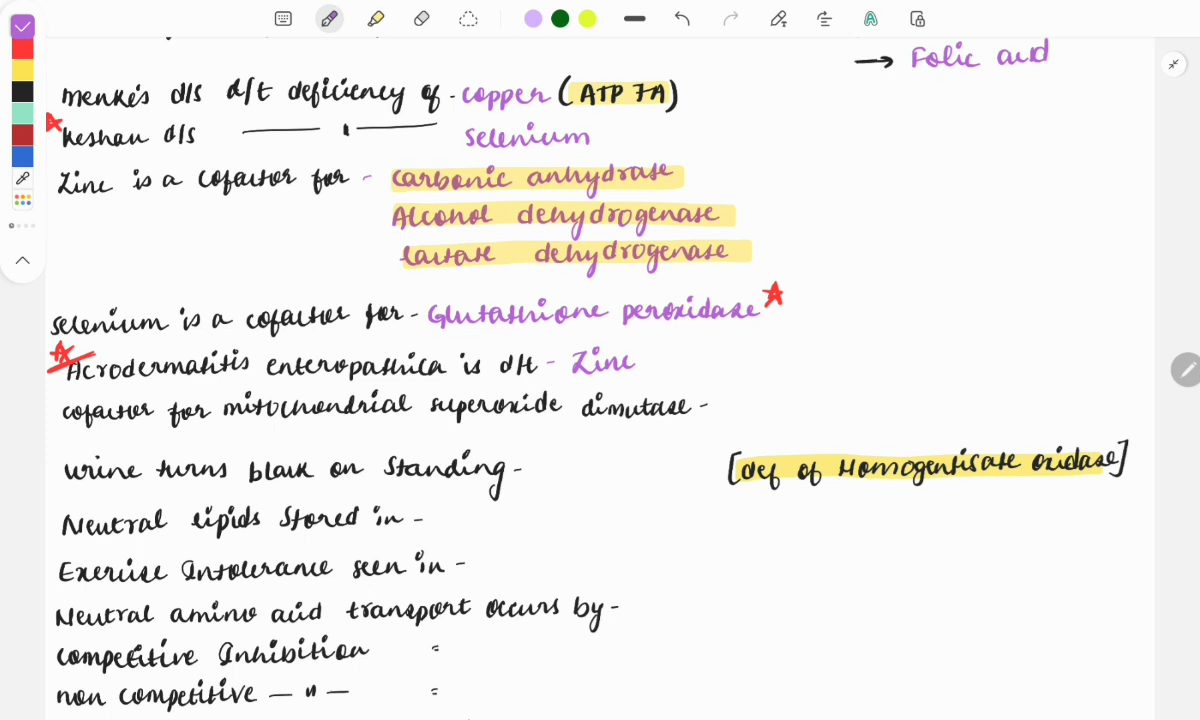 → Folic acid
Menke's d/s d/t deficiency of - copper (ATP 7A)
Keshan d/s —— " —— Selenium
Zinc is a cofactor for - carbonic anhydrase
Alcohol dehydrogenase
lactate dehydrogenase
Selenium is a cofactor for - Glutathione peroxidase
Acrodermatitis enteropathica is d/t - Zinc
cofactor for mitochondrial superoxide dimutase -
urine turns black on standing - [def of Homogentisate oxidase]
Neutral lipids stored in -
Exercise Intolerance seen in -
Neutral amino acid transport occurs by -
competitive Inhibition =
non competitive — " — =